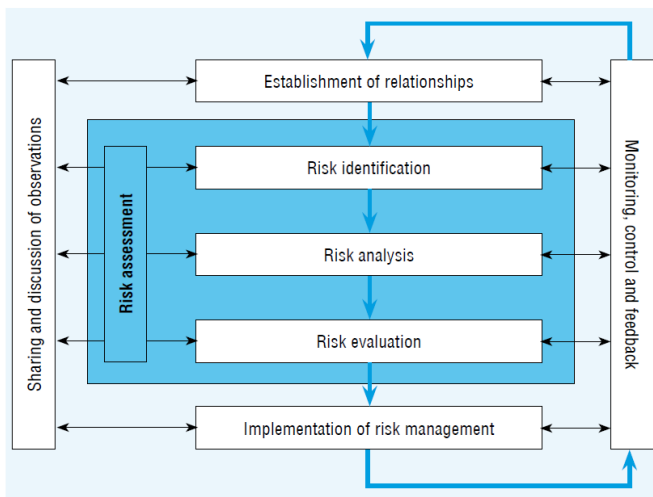 Establishment of relationships
Sharing and discussion of observations
Risk assessment
Risk identification
Risk analysis
Risk evaluation
Implementation of risk management
Monitoring, control and feedback